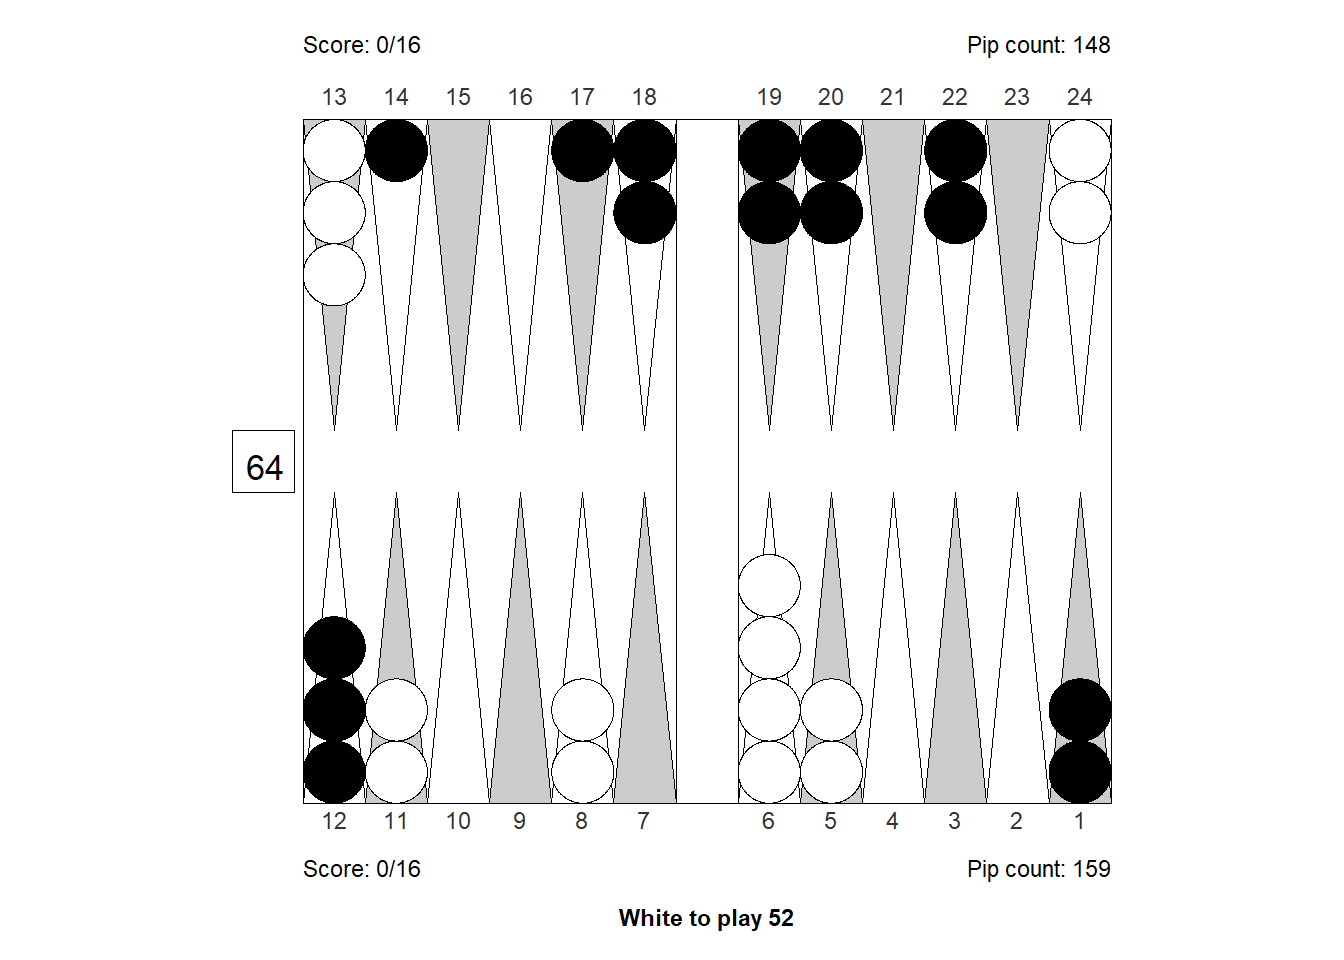 Score: 0/16 Pip count: 148
13 14 15 16 17 18 19 20 21 22 23 24
64
12 11 10 9 8 7 6 5 4 3 2 1
Score: 0/16 Pip count: 159
White to play 52